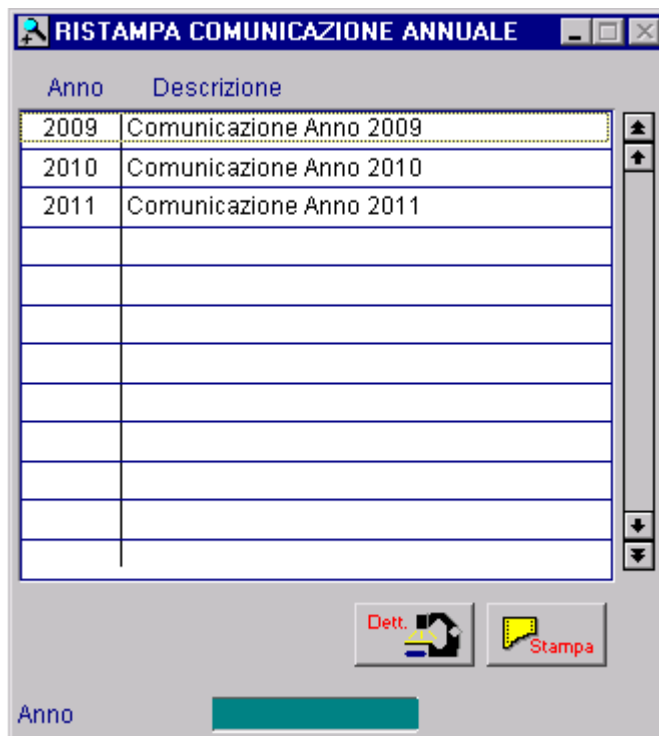 RISTAMPA COMUNICAZIONE ANNUALE
Anno Descrizione
2009 Comunicazione Anno 2009
2010 Comunicazione Anno 2010
2011 Comunicazione Anno 2011
Dett. Stampa
Anno